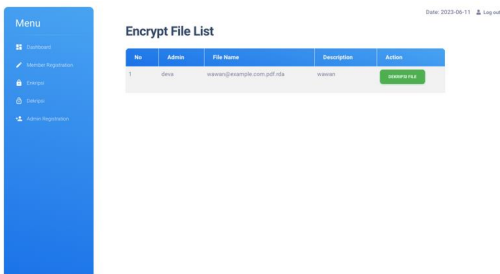 Date: 2023-06-11 Log out
Menu
Dashboard
Member Registration
Enkripsi
Dekripsi
Admin Registration
Encrypt File List
No Admin File Name Description Action
1 deva wawan@example.com.pdf.rda wawan DEKRIPSI FILE